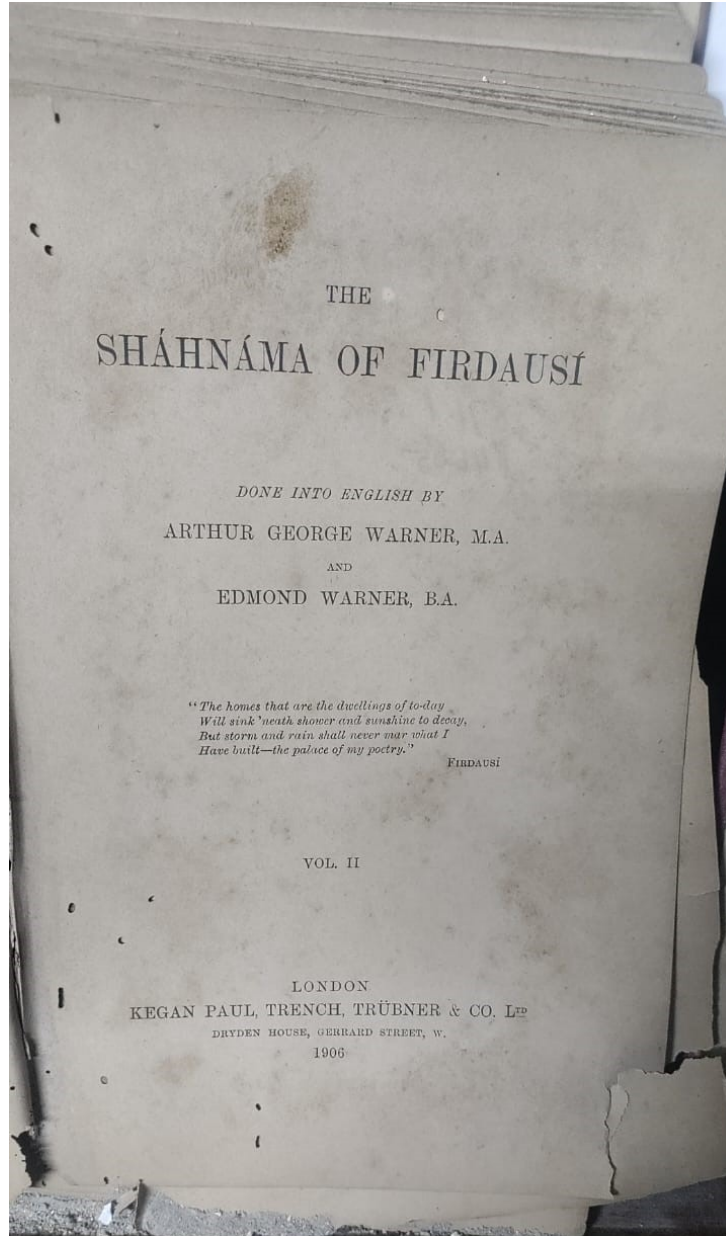 THE
SHÁHNÁMA OF FIRDAUSÍ
DONE INTO ENGLISH BY
ARTHUR GEORGE WARNER, M.A.
AND
EDMOND WARNER, B.A.
“The homes that are the dwellings of to-day
Will sink ’neath shower and sunshine to decay,
But storm and rain shall never mar what I
Have built—the palace of my poetry.”
FIRDAUSÍ
VOL. II
LONDON
KEGAN PAUL, TRENCH, TRÜBNER & CO. LTD
DRYDEN HOUSE, GERRARD STREET, W.
1906